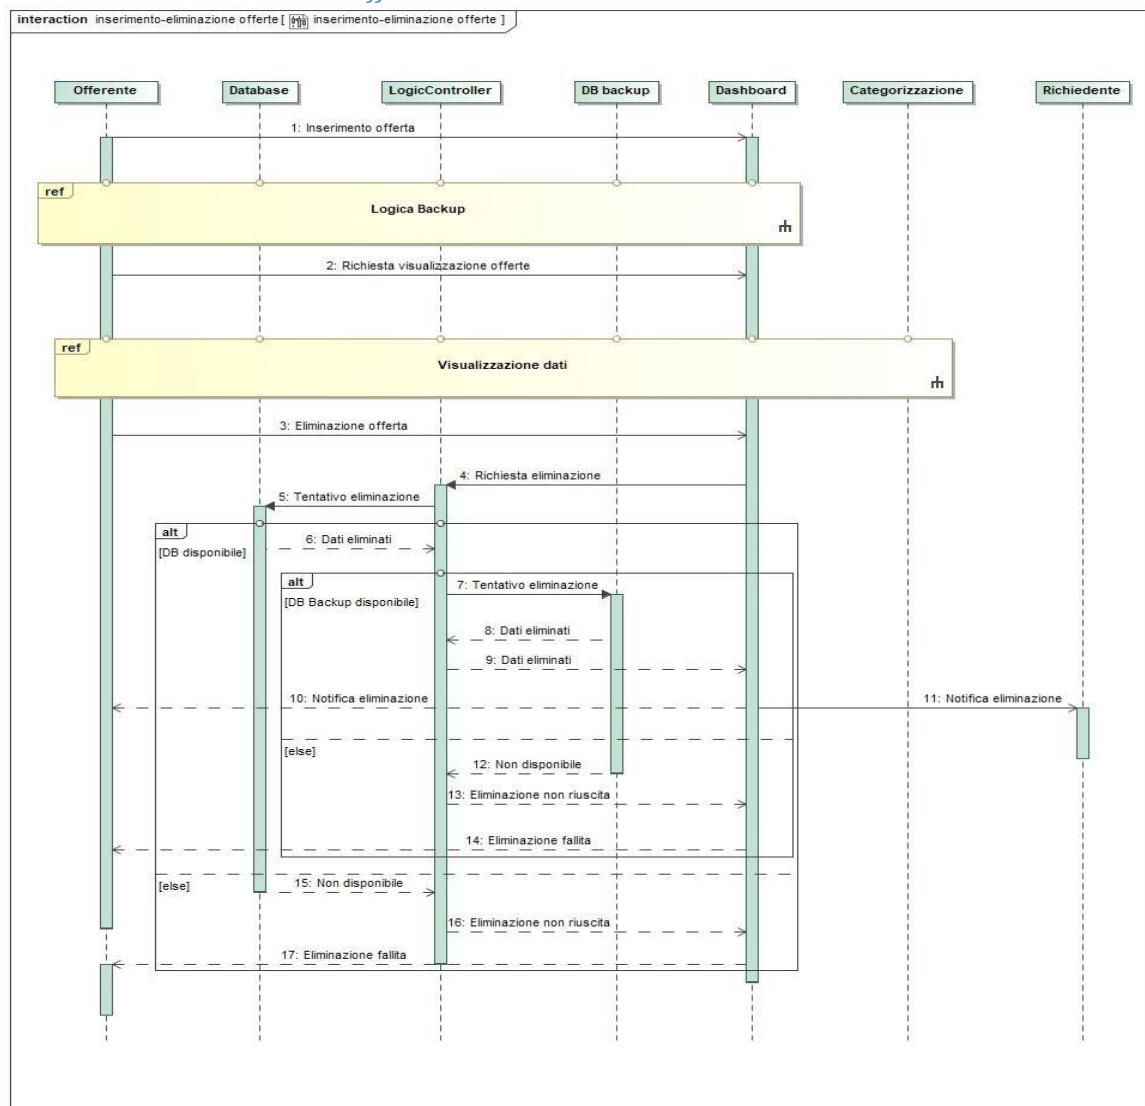 interaction inserimento-eliminazione offerte [ inserimento-eliminazione offerte ]
Offerente Database LogicController DB backup Dashboard Categorizzazione Richiedente
1: Inserimento offerta
ref
Logica Backup
2: Richiesta visualizzazione offerte
ref
Visualizzazione dati
3: Eliminazione offerta
4: Richiesta eliminazione
5: Tentativo eliminazione
alt
6: Dati eliminati
[DB disponibile]
alt
7: Tentativo eliminazione
[DB Backup disponibile]
8: Dati eliminati
9: Dati eliminati
10: Notifica eliminazione
11: Notifica eliminazione
[else]
12: Non disponibile
13: Eliminazione non riuscita
14: Eliminazione fallita
[else]
15: Non disponibile
16: Eliminazione non riuscita
17: Eliminazione fallita